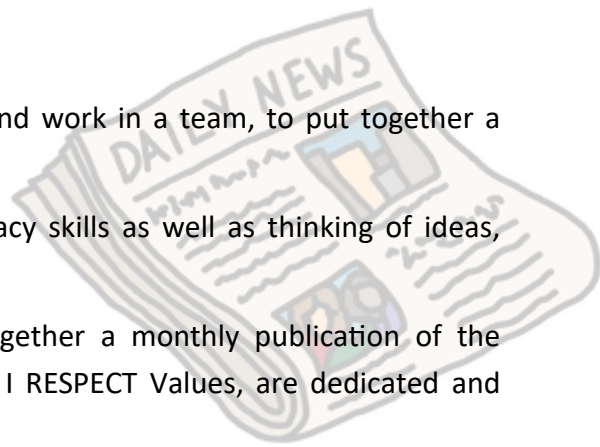 DAILY NEWS
nd work in a team, to put together a
acy skills as well as thinking of ideas,
gether a monthly publication of the
I RESPECT Values, are dedicated and